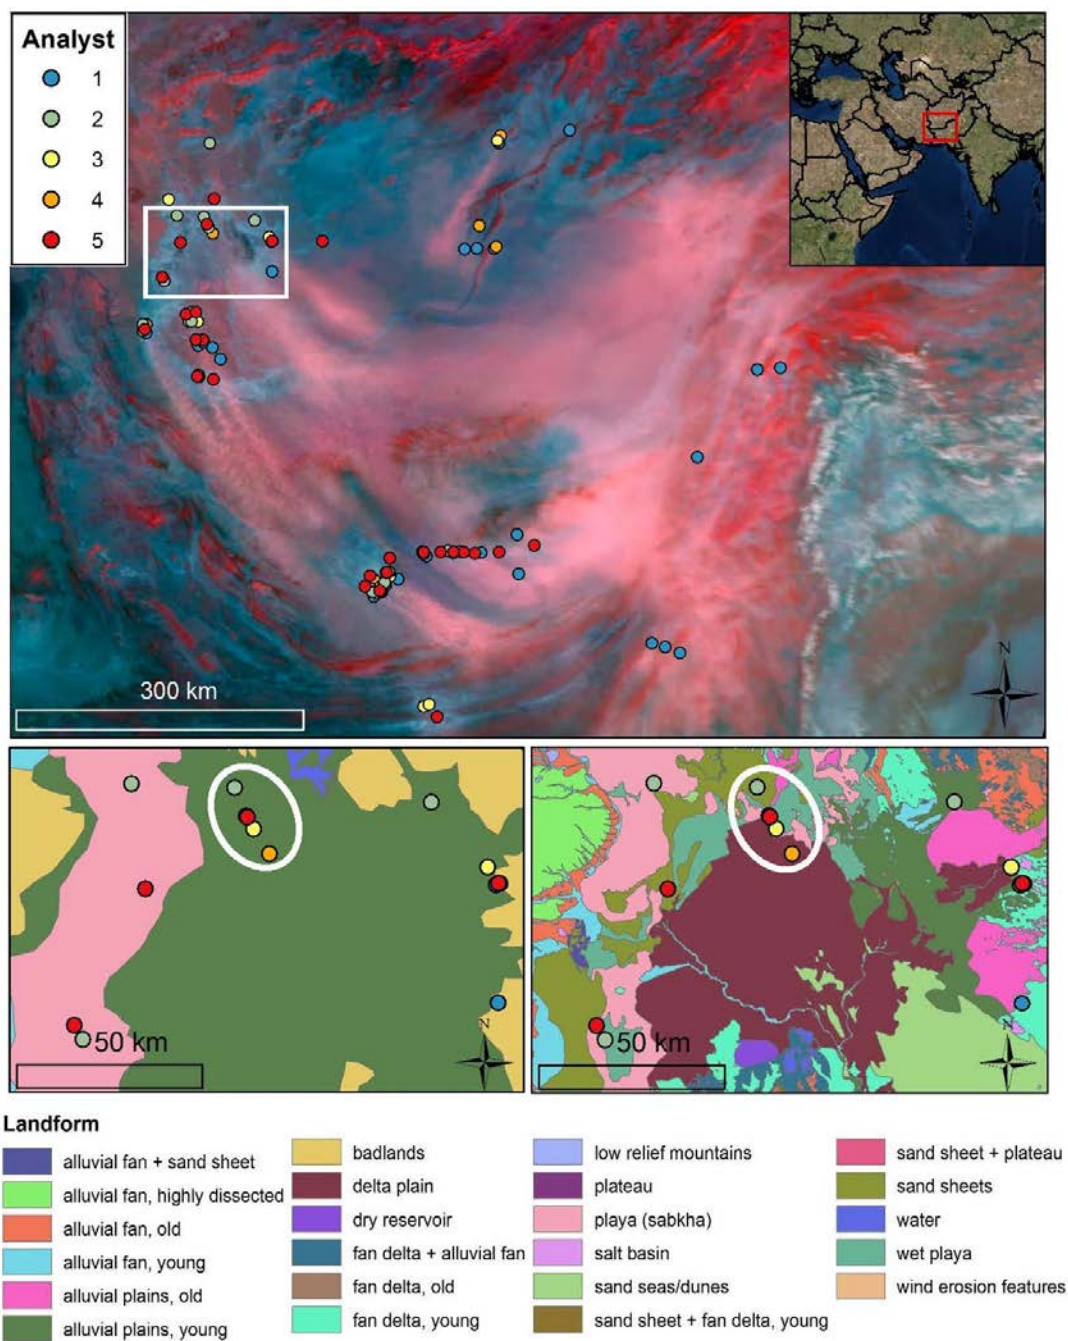 Analyst
1
2
3
4
5
N
300 km
50 km
N
50 km
N
Landform
alluvial fan + sand sheet
alluvial fan, highly dissected
alluvial fan, old
alluvial fan, young
alluvial plains, old
alluvial plains, young
badlands
delta plain
dry reservoir
fan delta + alluvial fan
fan delta, old
fan delta, young
low relief mountains
plateau
playa (sabkha)
salt basin
sand seas/dunes
sand sheet + fan delta, young
sand sheet + plateau
sand sheets
water
wet playa
wind erosion features